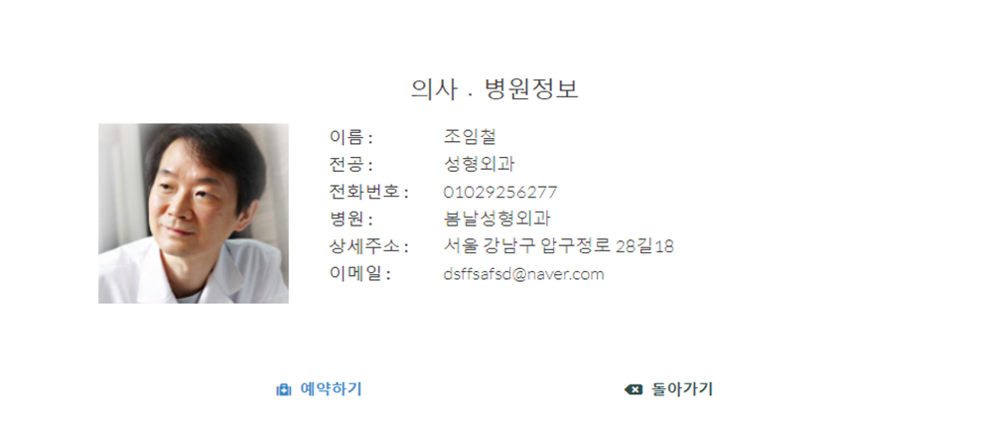 의사 . 병원정보
이름 : 조임철
전공 : 성형외과
전화번호 : 01029256277
병원 : 봄날성형외과
상세주소 : 서울 강남구 압구정로 28길18
이메일 : dsffsafsd@naver.com
예약하기 돌아가기